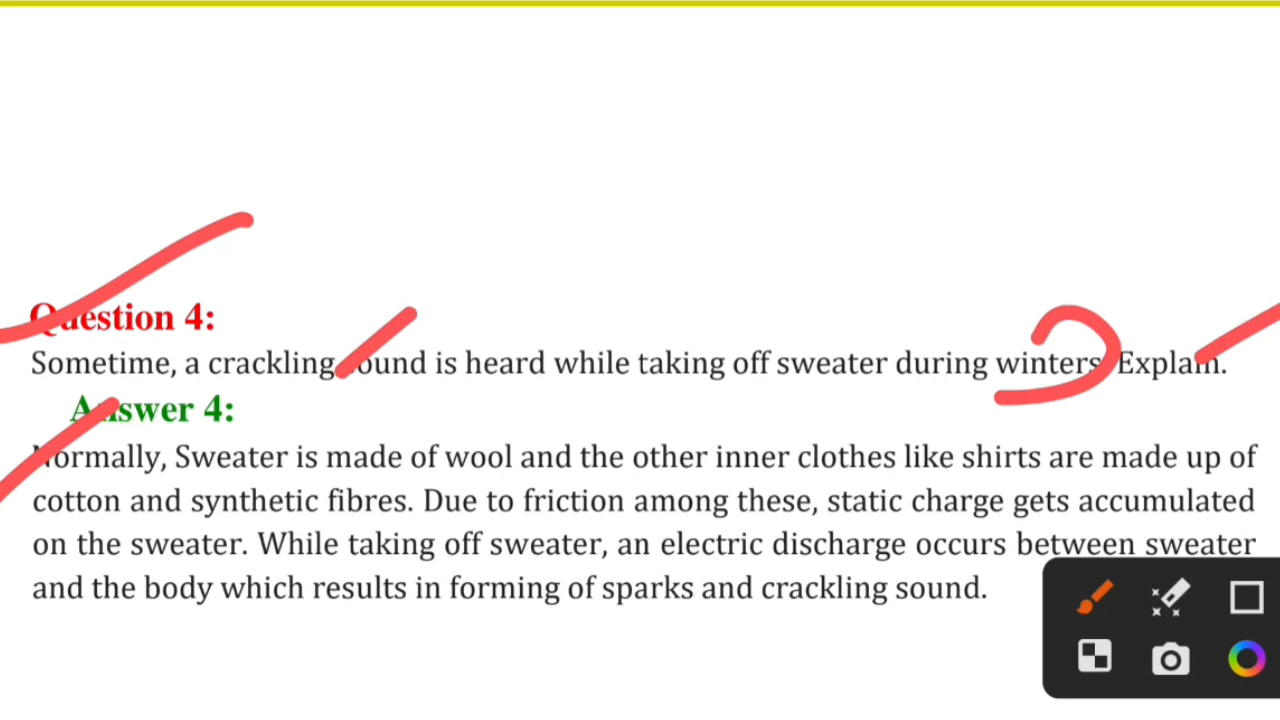 Question 4:
Sometime, a crackling sound is heard while taking off sweater during winters. Explain.
Answer 4:
Normally, Sweater is made of wool and the other inner clothes like shirts are made up of
cotton and synthetic fibres. Due to friction among these, static charge gets accumulated
on the sweater. While taking off sweater, an electric discharge occurs between sweater
and the body which results in forming of sparks and crackling sound.